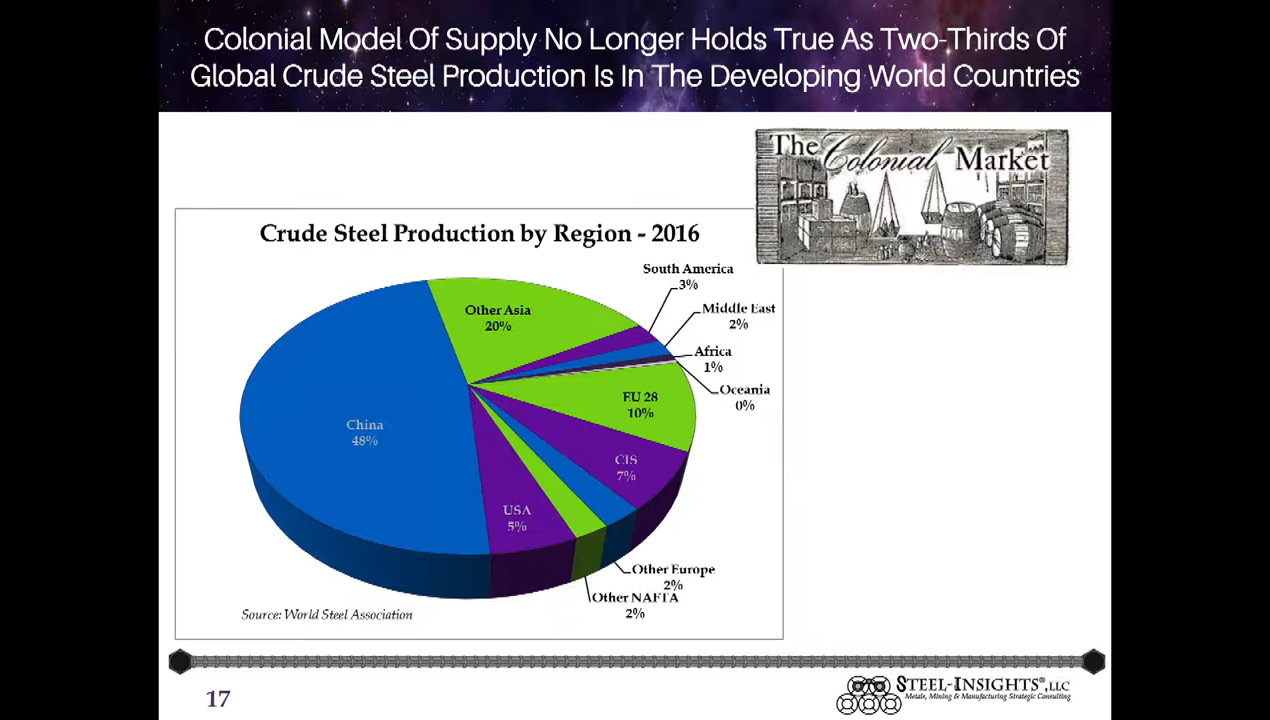 Colonial Model Of Supply No Longer Holds True As Two-Thirds Of
Global Crude Steel Production Is In The Developing World Countries
The Colonial Market
Crude Steel Production by Region - 2016
South America
3%
Other Asia
20%
Middle East
2%
Africa
1%
Oceania
0%
EU 28
10%
China
48%
CIS
7%
USA
5%
Other Europe
2%
Other NAFTA
2%
Source: World Steel Association
17
STEEL-INSIGHTS®, LLC
Metals, Mining & Manufacturing Strategic Consulting